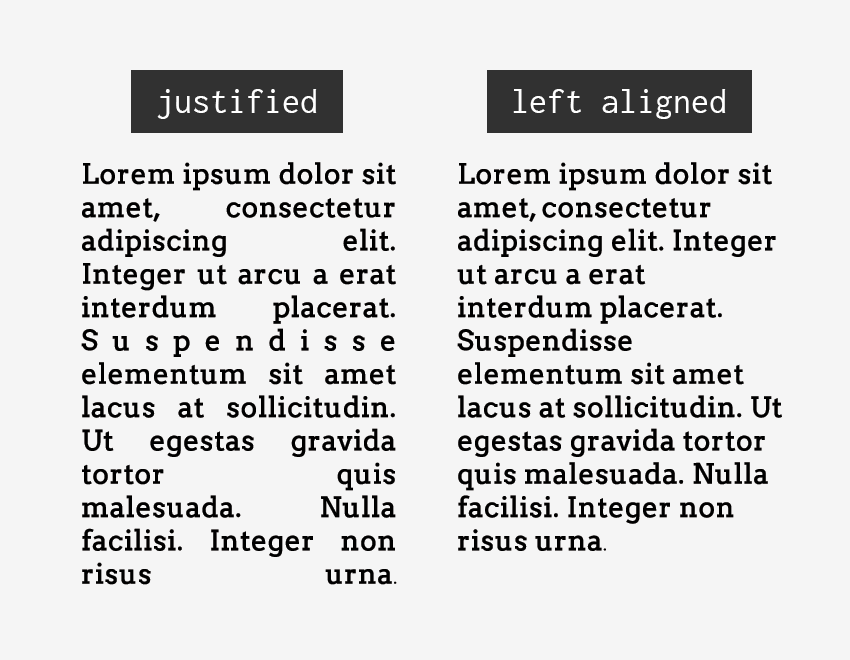 justified
Lorem ipsum dolor sit
amet, consectetur
adipiscing elit.
Integer ut arcu a erat
interdum placerat.
Suspendisse
elementum sit amet
lacus at sollicitudin.
Ut egestas gravida
tortor quis
malesuada. Nulla
facilisi. Integer non
risus urna.
left aligned
Lorem ipsum dolor sit
amet, consectetur
adipiscing elit. Integer
ut arcu a erat
interdum placerat.
Suspendisse
elementum sit amet
lacus at sollicitudin. Ut
egestas gravida tortor
quis malesuada. Nulla
facilisi. Integer non
risus urna.